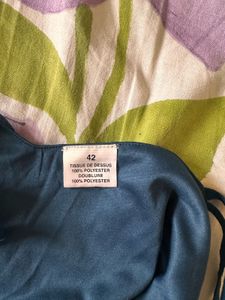 42
TISSUE DE DESSUS
100% POLYESTER
DOUBLURE
100% POLYESTER